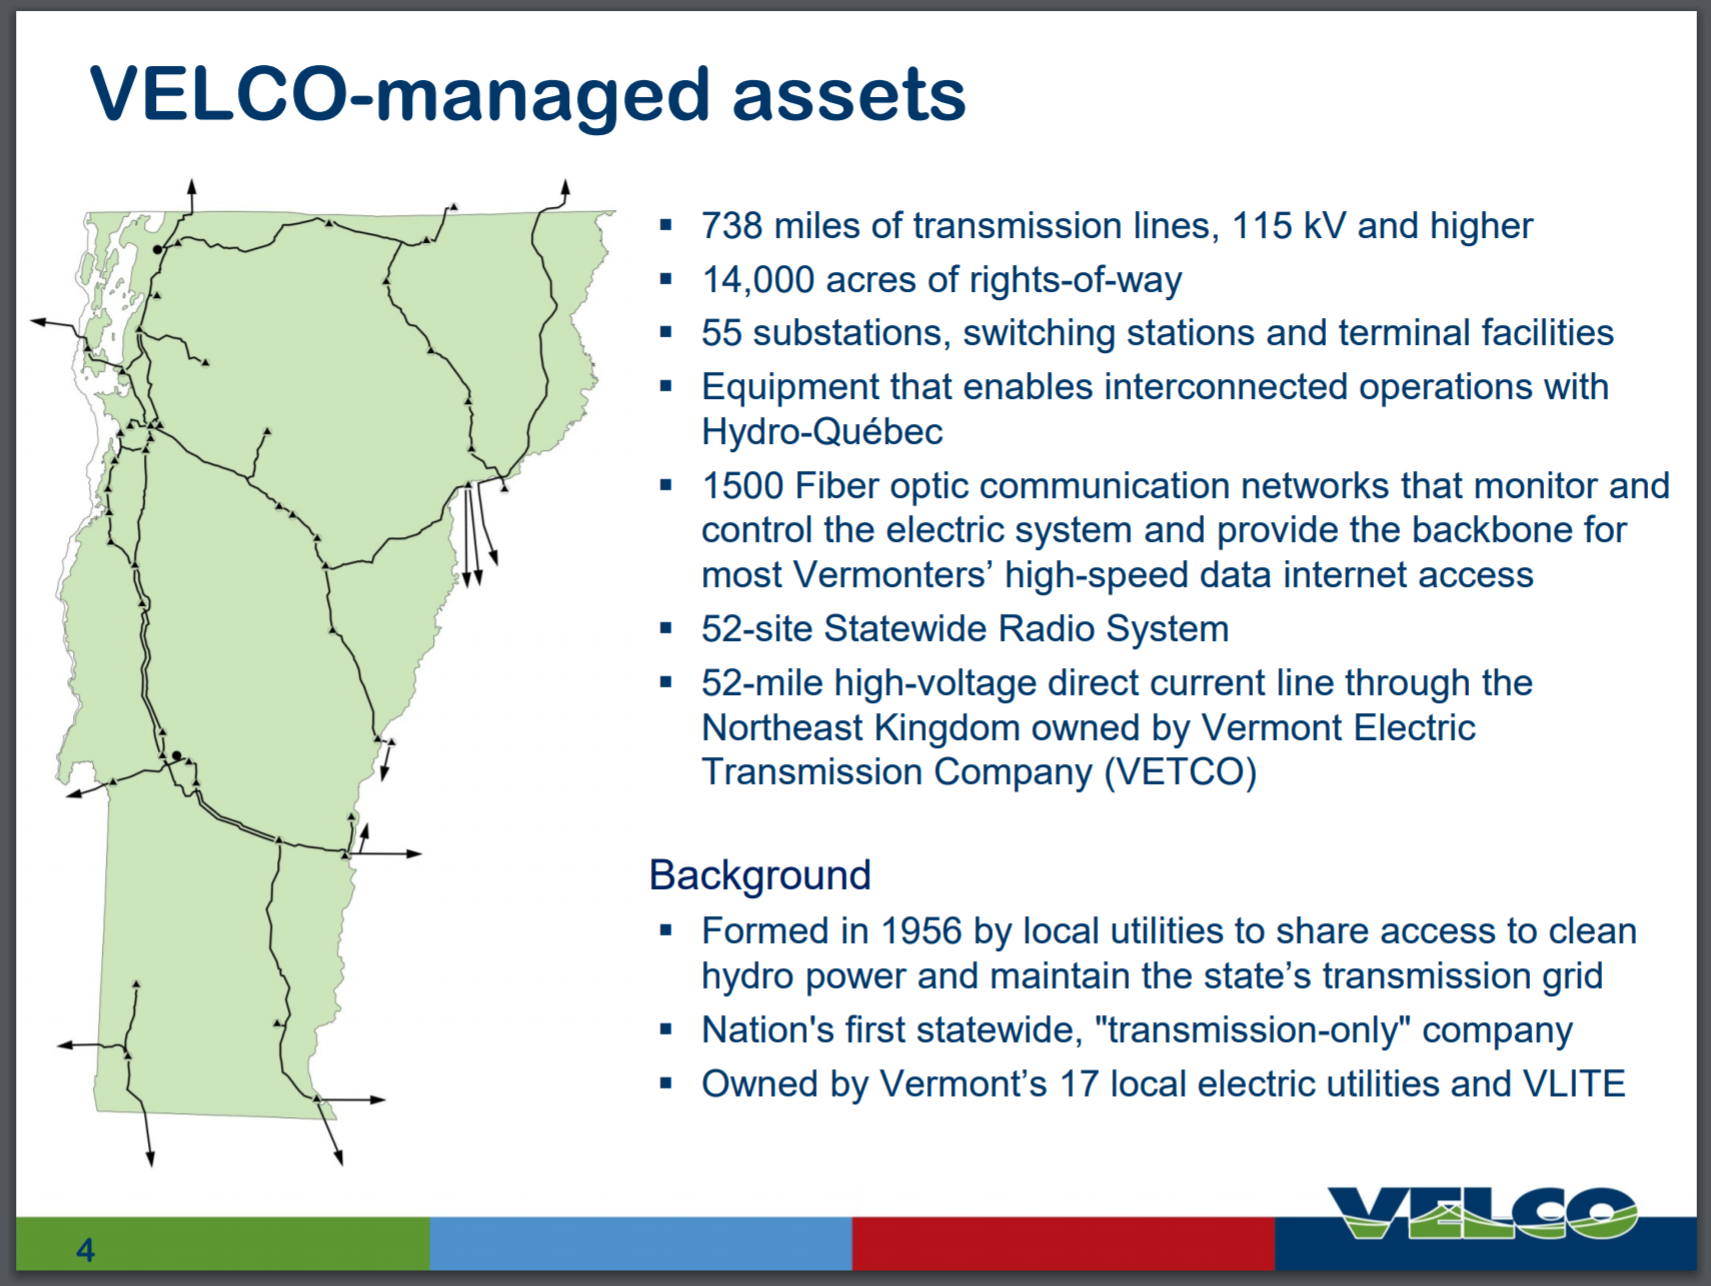 VELCO-managed assets
▪ 738 miles of transmission lines, 115 kV and higher
▪ 14,000 acres of rights-of-way
▪ 55 substations, switching stations and terminal facilities
▪ Equipment that enables interconnected operations with
Hydro-Québec
▪ 1500 Fiber optic communication networks that monitor and
control the electric system and provide the backbone for
most Vermonters’ high-speed data internet access
▪ 52-site Statewide Radio System
▪ 52-mile high-voltage direct current line through the
Northeast Kingdom owned by Vermont Electric
Transmission Company (VETCO)
Background
▪ Formed in 1956 by local utilities to share access to clean
hydro power and maintain the state’s transmission grid
▪ Nation's first statewide, "transmission-only" company
▪ Owned by Vermont’s 17 local electric utilities and VLITE
VELCO
4